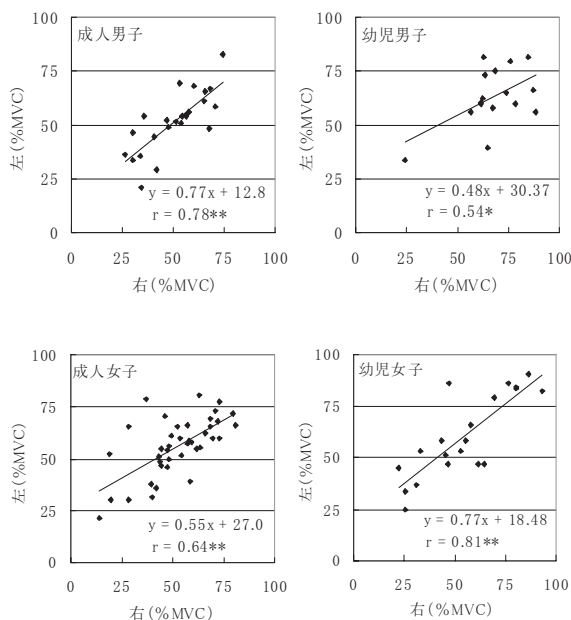 成人男子
100
75
50
25
0
左(%MVC)
y = 0.77x + 12.8
r = 0.78**
0 25 50 75 100
右(%MVC)
幼児男子
100
75
50
25
0
左(%MVC)
y = 0.48x + 30.37
r = 0.54*
0 25 50 75 100
右(%MVC)
成人女子
100
75
50
25
0
左(%MVC)
y = 0.55x + 27.0
r = 0.64**
0 25 50 75 100
右(%MVC)
幼児女子
100
75
50
25
0
左(%MVC)
y = 0.77x + 18.48
r = 0.81**
0 25 50 75 100
右(%MVC)